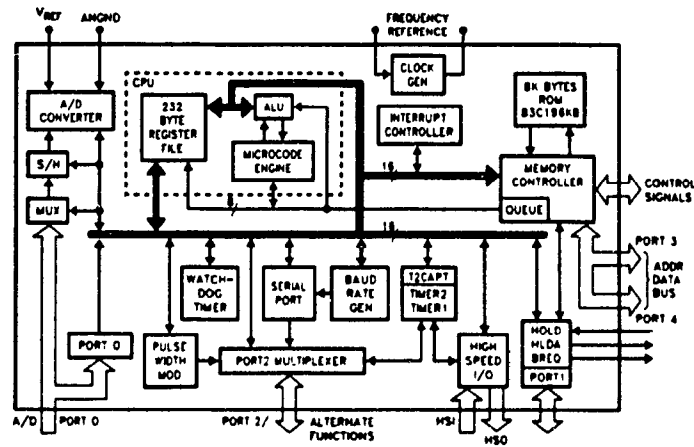 VREF
ANGND
FREQUENCY
REFERENCE
CPU
CLOCK
GEN
A/D
CONVERTER
232
BYTE
REGISTER
FILE
ALU
MICROCODE
ENGINE
INTERRUPT
CONTROLLER
8K BYTES
ROM
83C196KB
S/H
MUX
16
8
MEMORY
CONTROLLER
QUEUE
CONTROL
SIGNALS
16
PORT 3
ADDR
DATA
BUS
PORT 4
WATCH-
DOG
TIMER
SERIAL
PORT
BAUD
RATE
GEN
T2CAPT
TIMER2
TIMER1
PORT 0
PULSE
WIDTH
MOD
PORT2 MULTIPLEXER
HIGH
SPEED
I/O
HOLD
HLDA
BREQ
PORT1
A/D
PORT 0
PORT 2/
ALTERNATE
FUNCTIONS
HSI
HSO